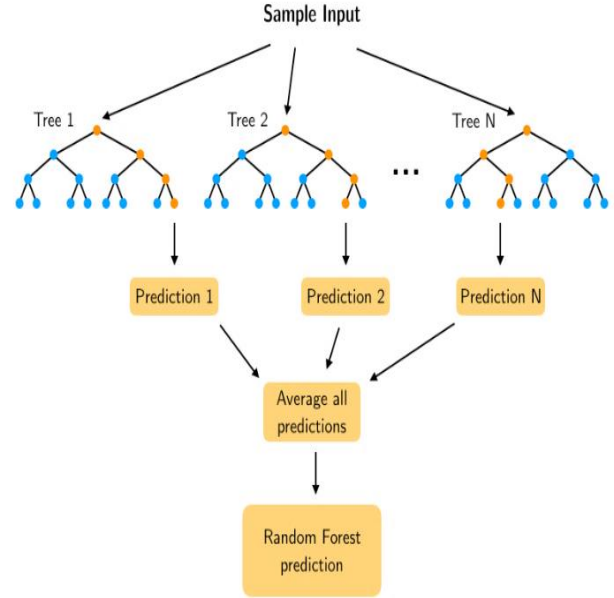 Sample Input
Tree 1
Tree 2
Tree N
...
Prediction 1
Prediction 2
Prediction N
Average all
predictions
Random Forest
prediction